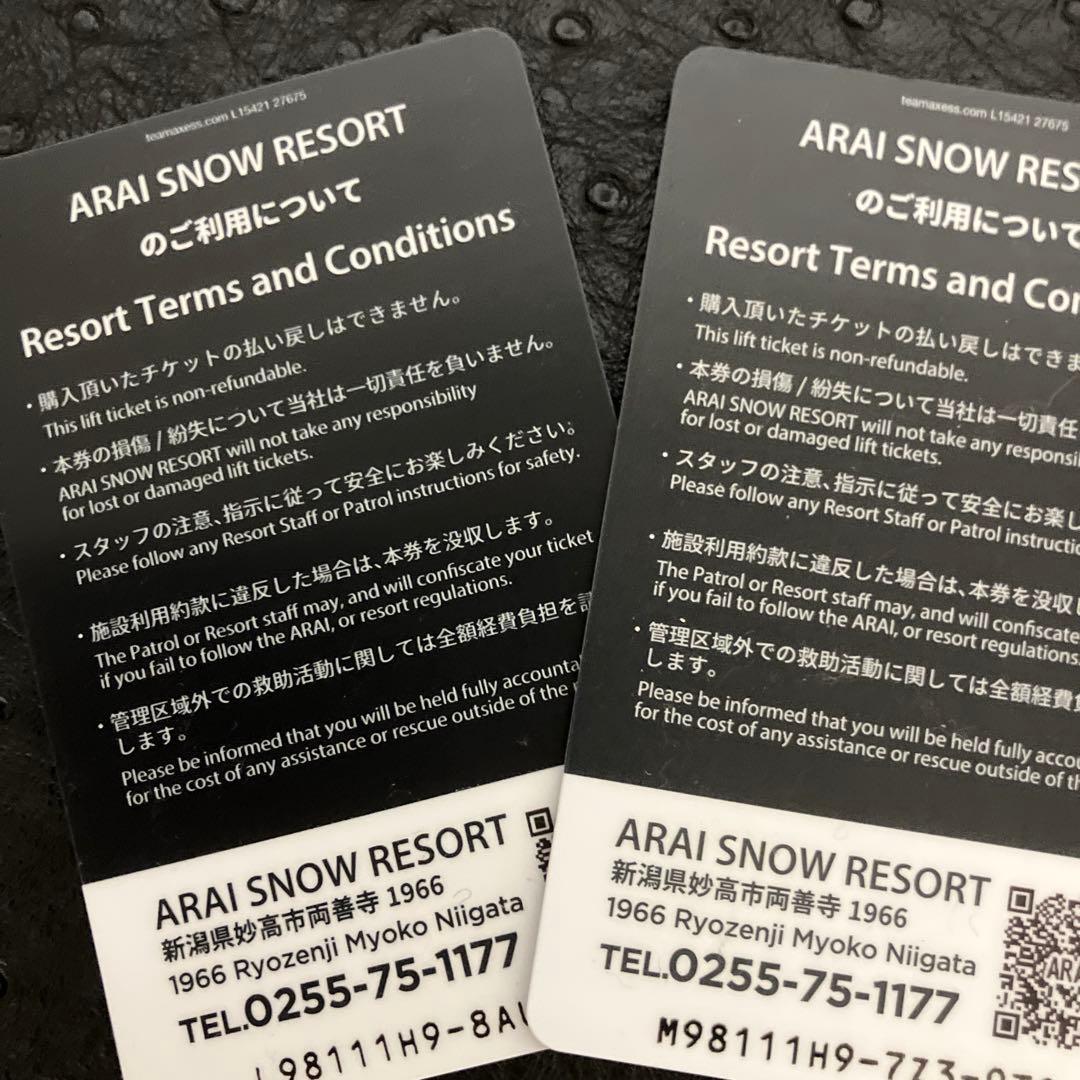 teamaxess.com L15421 27675
ARAI SNOW RESORT
のご利用について
Resort Terms and Conditions
・購入頂いたチケットの払い戻しはできません。
This lift ticket is non-refundable.
・本券の損傷 / 紛失について当社は一切責任を負いません。
ARAI SNOW RESORT will not take any responsibility
for lost or damaged lift tickets.
・スタッフの注意、指示に従って安全にお楽しみください。
Please follow any Resort Staff or Patrol instructions for safety.
・施設利用約款に違反した場合は、本券を没収します。
The Patrol or Resort staff may, and will confiscate your ticket
if you fail to follow the ARAI, or resort regulations.
・管理区域外での救助活動に関しては全額経費負担を
します。
Please be informed that you will be held fully accounta
for the cost of any assistance or rescue outside of the
ARAI SNOW RESORT
新潟県妙高市両善寺 1966
1966 Ryozenji Myoko Niigata
TEL.0255-75-1177
98111H9-8A
teamaxess.com L15421 27675
ARAI SNOW RES
のご利用について
Resort Terms and Co
・購入頂いたチケットの払い戻しはできま
This lift ticket is non-refundable.
・本券の損傷 / 紛失について当社は一切責任
ARAI SNOW RESORT will not take any responsi
for lost or damaged lift tickets.
・スタッフの注意、指示に従って安全にお楽し
Please follow any Resort Staff or Patrol instructio
・施設利用約款に違反した場合は、本券を没収
The Patrol or Resort staff may, and will confiscate
if you fail to follow the ARAI, or resort regulations.
・管理区域外での救助活動に関しては全額経費
します。
Please be informed that you will be held fully accou
for the cost of any assistance or rescue outside of th
ARAI SNOW RESORT
新潟県妙高市両善寺 1966
1966 Ryozenji Myoko Niigata
TEL.0255-75-1177
ARA
M98111H9-7Z3-